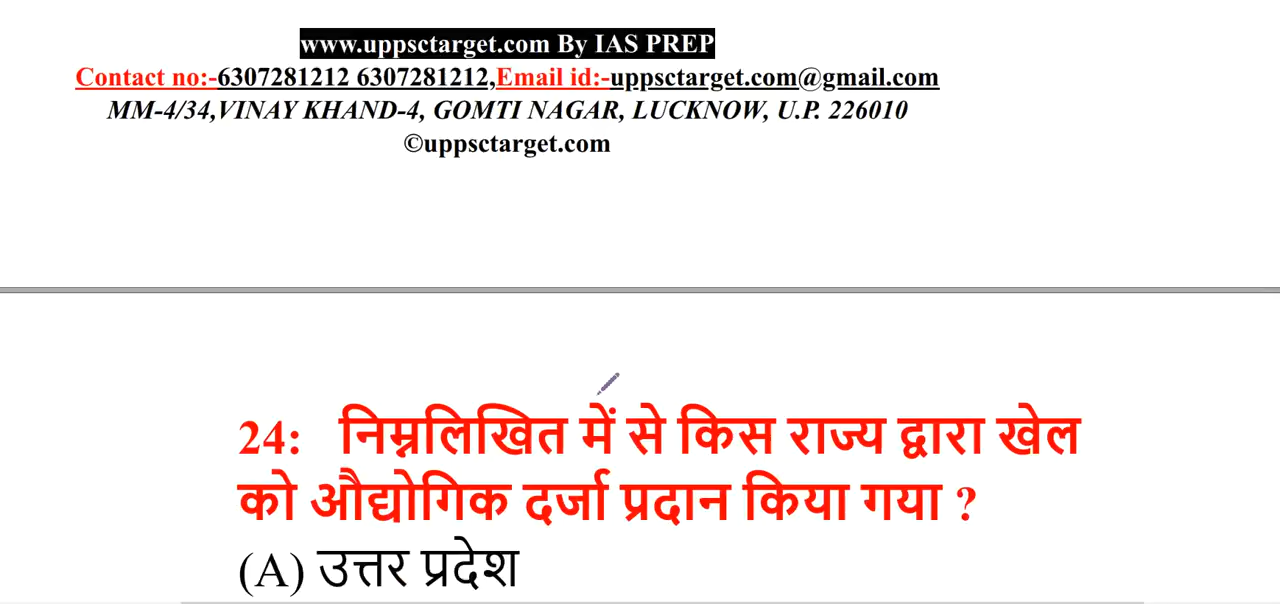 www.uppsctarget.com By IAS PREP
Contact no:-6307281212 6307281212,Email id:-uppsctarget.com@gmail.com
MM-4/34,VINAY KHAND-4, GOMTI NAGAR, LUCKNOW, U.P. 226010
©uppsctarget.com
24: निम्नलिखित में से किस राज्य द्वारा खेल
को औद्योगिक दर्जा प्रदान किया गया ?
(A) उत्तर प्रदेश